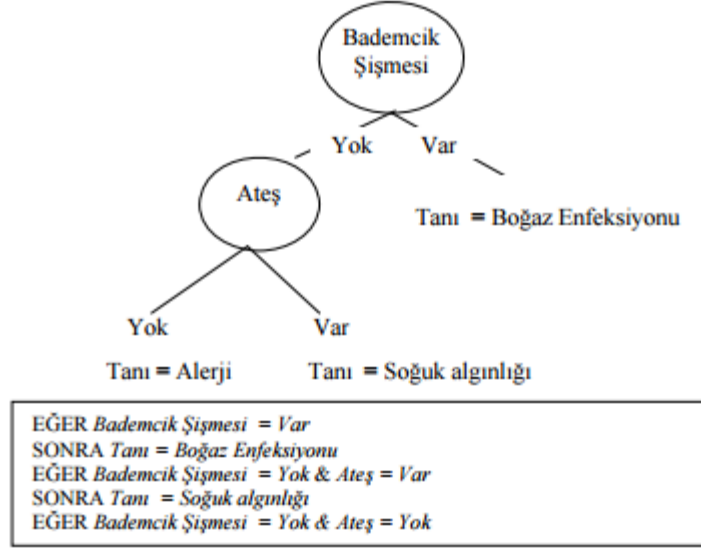 Bademcik
Şişmesi
Yok Var
Ateş
Tanı = Boğaz Enfeksiyonu
Yok Var
Tanı = Alerji Tanı = Soğuk algınlığı
EĞER Bademcik Şişmesi = Var
SONRA Tanı = Boğaz Enfeksiyonu
EĞER Bademcik Şişmesi = Yok & Ateş = Var
SONRA Tanı = Soğuk algınlığı
EĞER Bademcik Şişmesi = Yok & Ateş = Yok